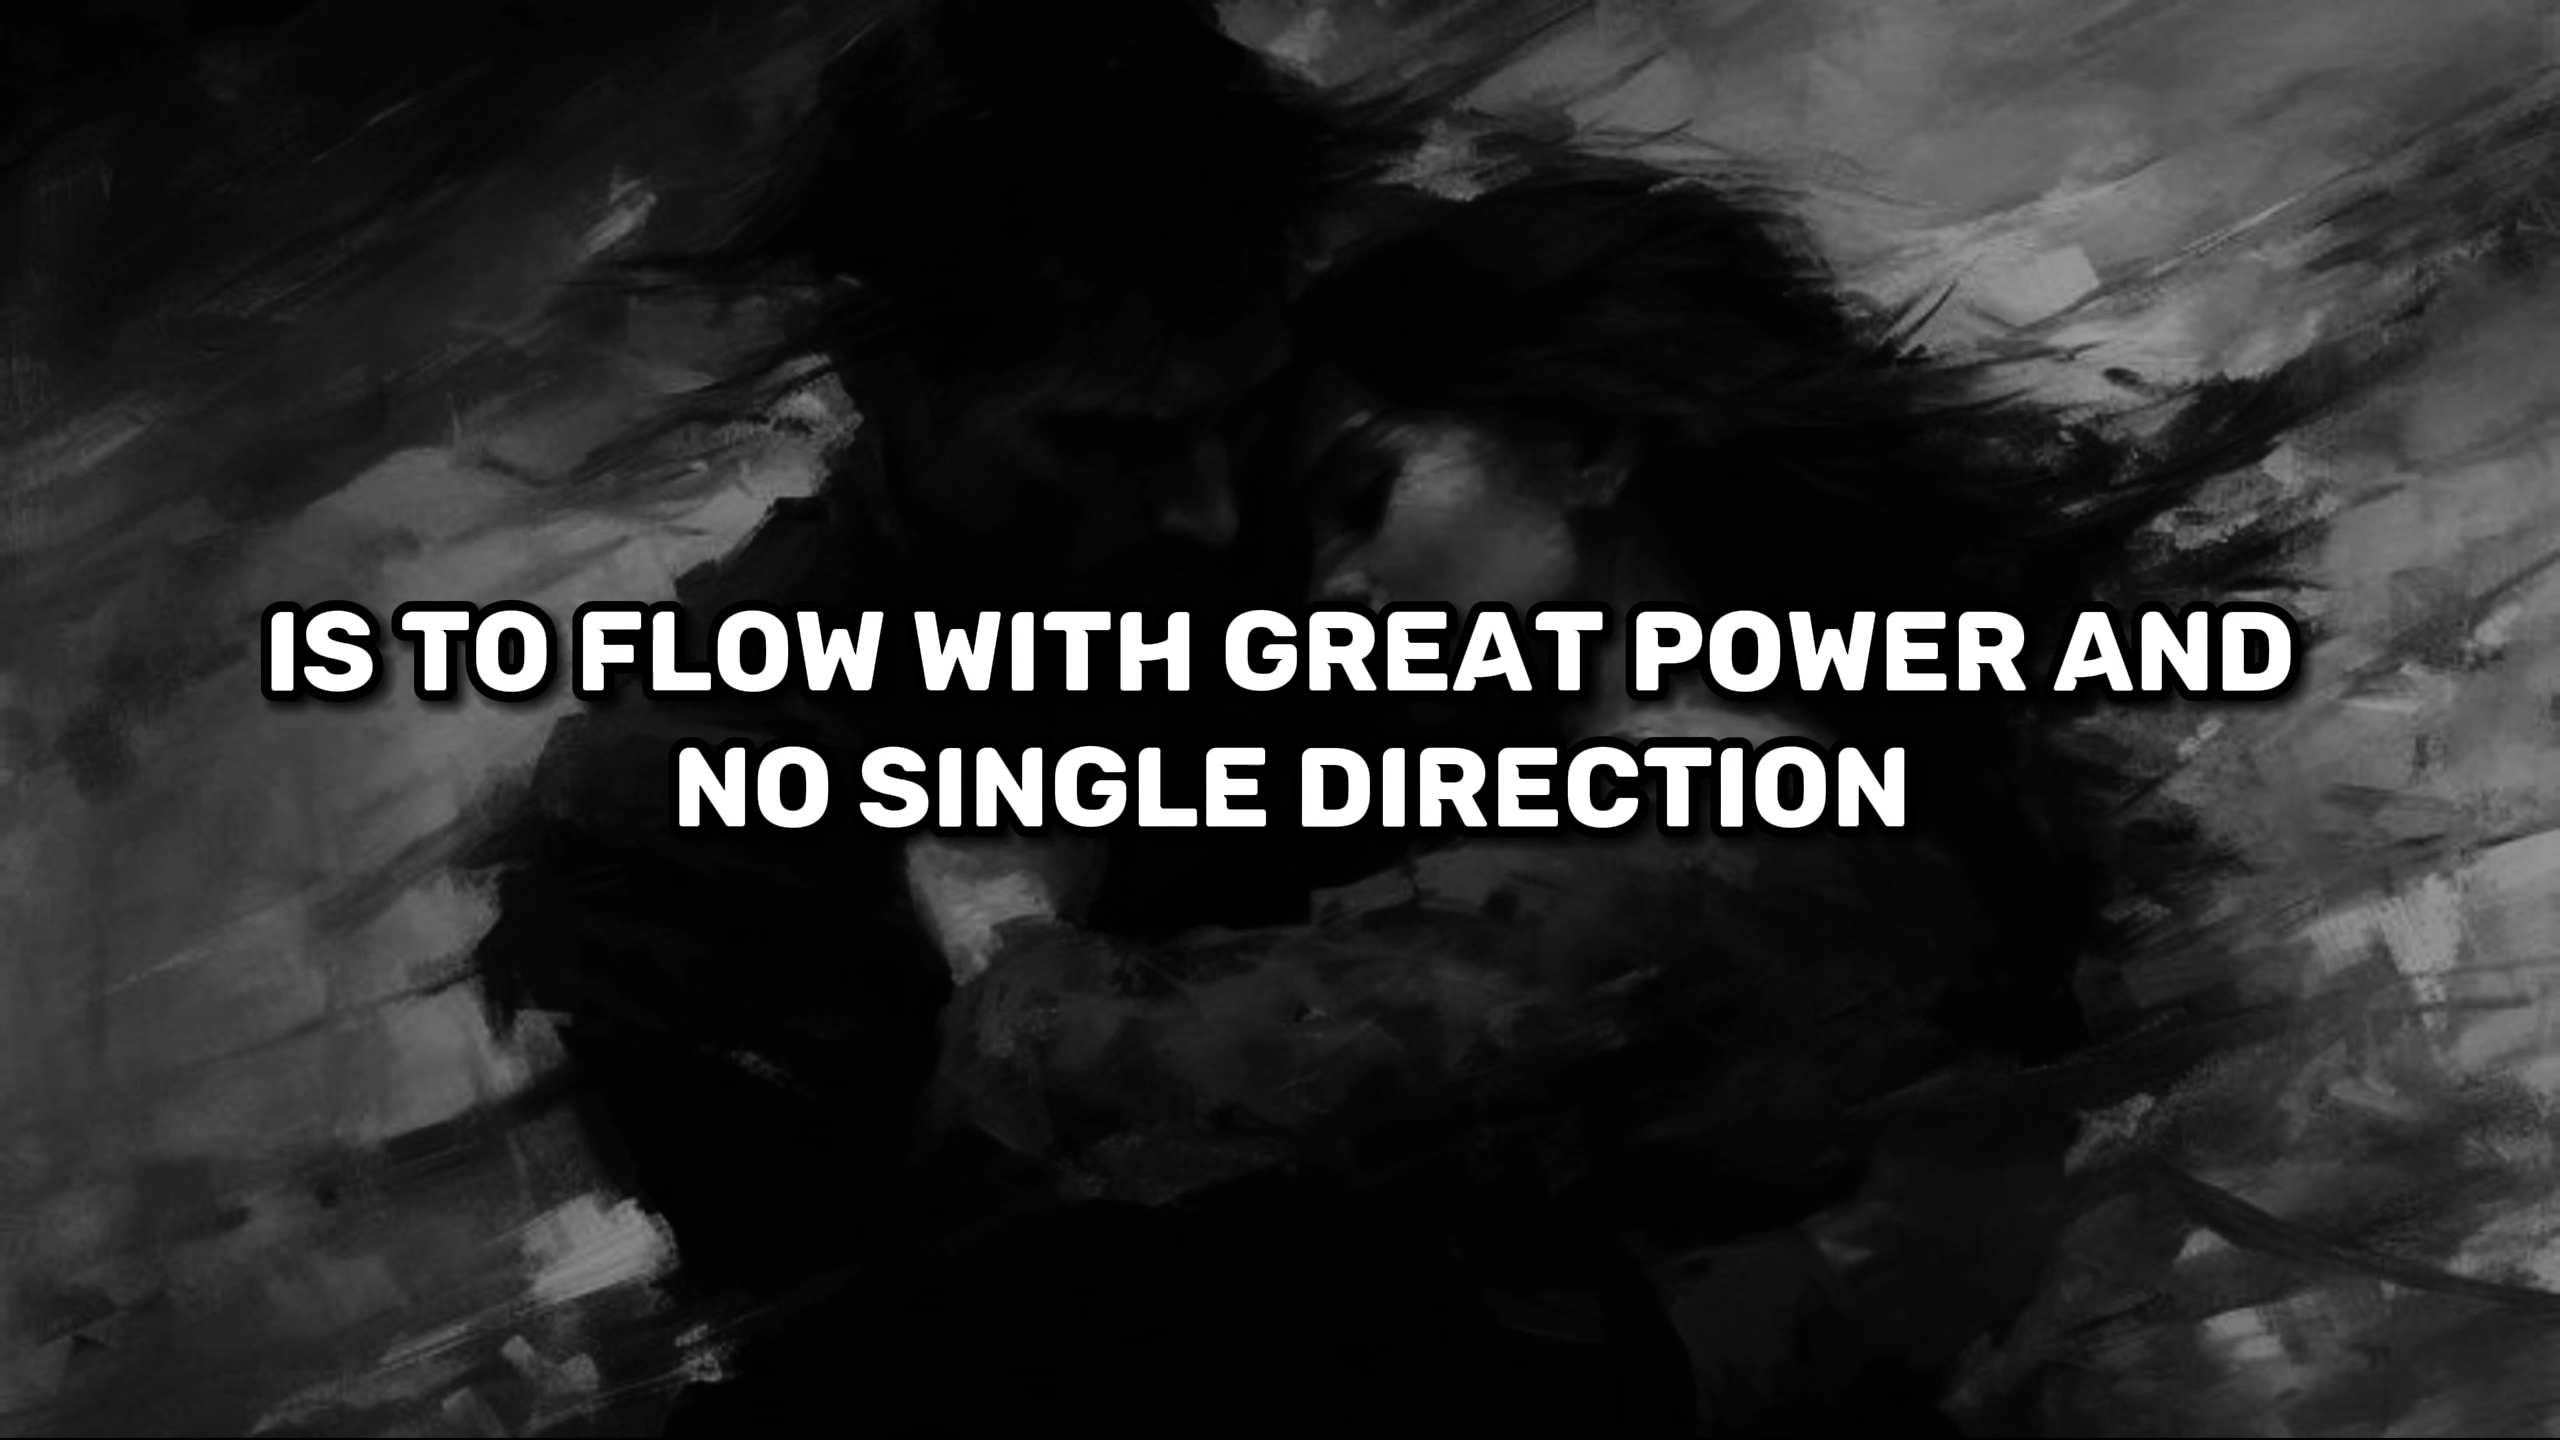 IS TO FLOW WITH GREAT POWER AND
NO SINGLE DIRECTION